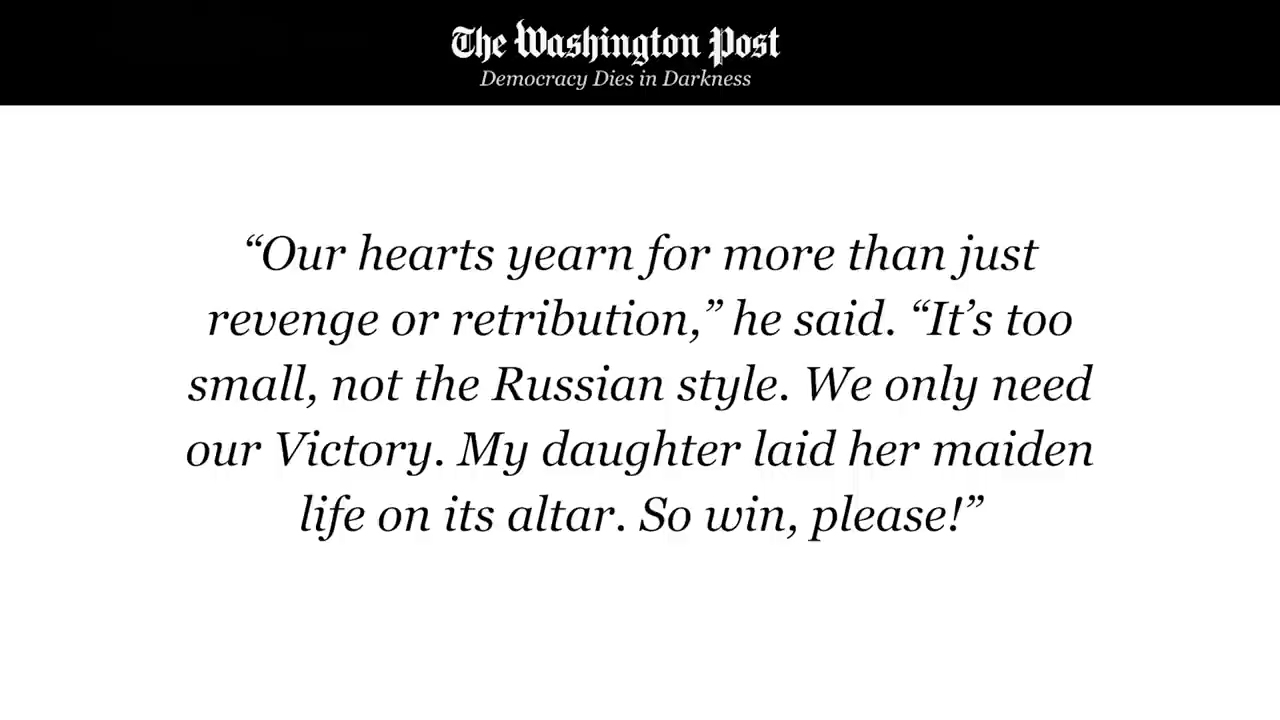 The Washington Post
Democracy Dies in Darkness
“Our hearts yearn for more than just
revenge or retribution,” he said. “It’s too
small, not the Russian style. We only need
our Victory. My daughter laid her maiden
life on its altar. So win, please!”